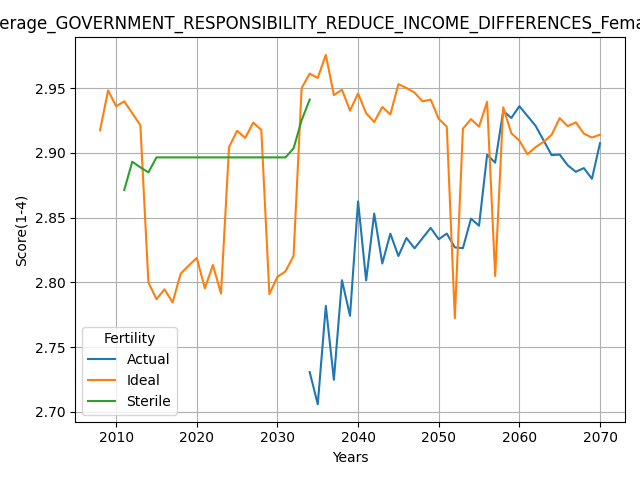 erage_GOVERNMENT_RESPONSIBILITY_REDUCE_INCOME_DIFFERENCES_Fema
Score(1-4)
2.95
2.90
2.85
2.80
2.75
2.70
Fertility
Actual
Ideal
Sterile
2010 2020 2030 2040 2050 2060 2070
Years